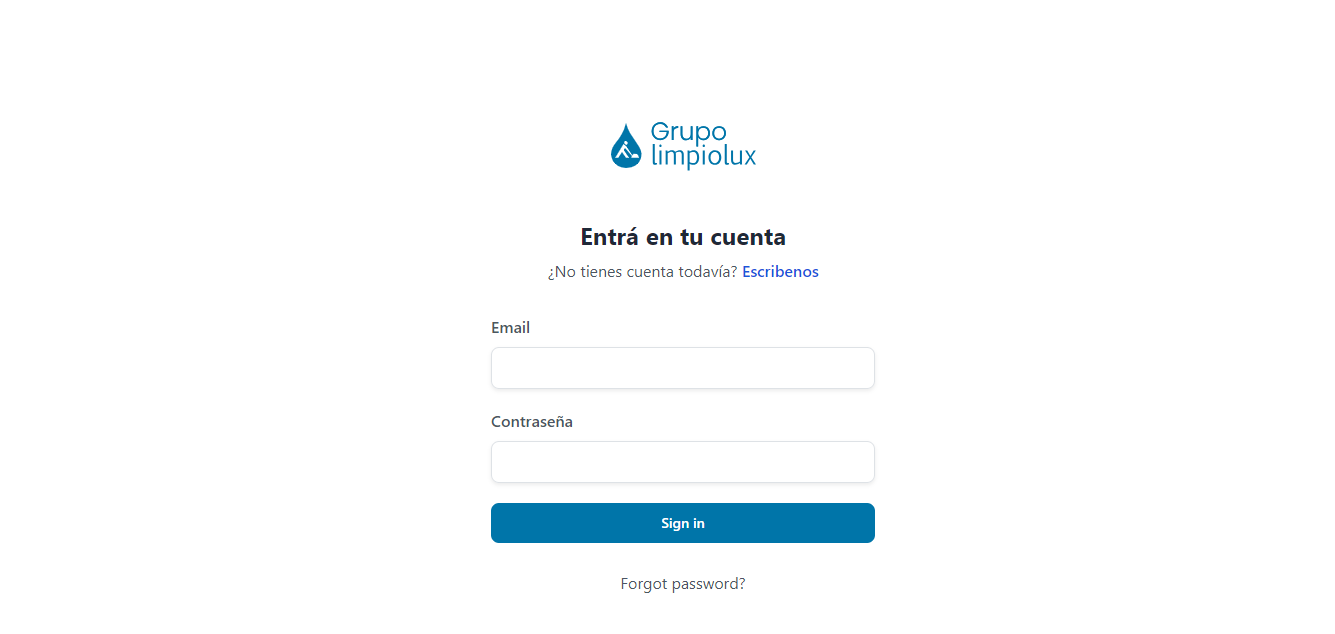 Grupo
limpiolux
Entrá en tu cuenta
¿No tienes cuenta todavía? Escribenos
Email
Contraseña
Sign in
Forgot password?